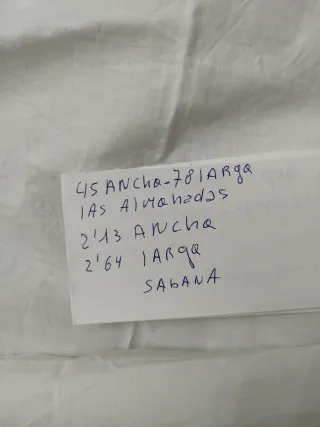 45 ANCHA-78 lARga
lAs AlMohadas
2'13 ANCha
2'64 lARga
SAbANA